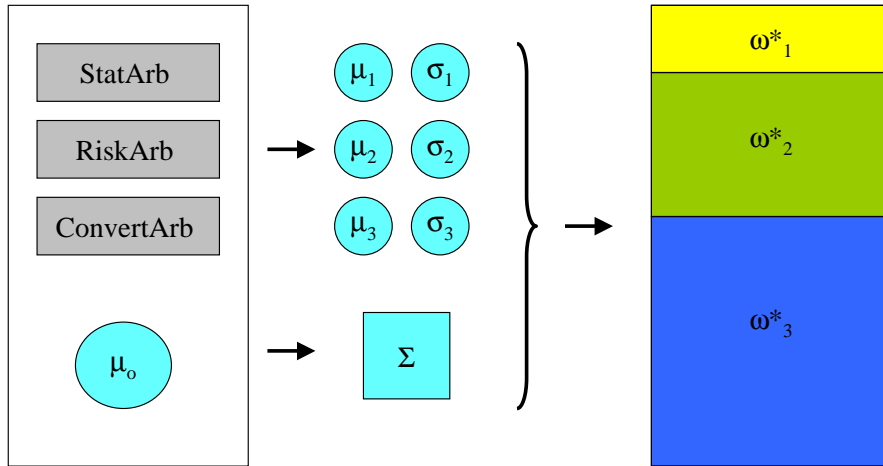 StatArb
RiskArb
ConvertArb
μo
μ1 σ1
μ2 σ2
μ3 σ3
Σ
ω*1
ω*2
ω*3